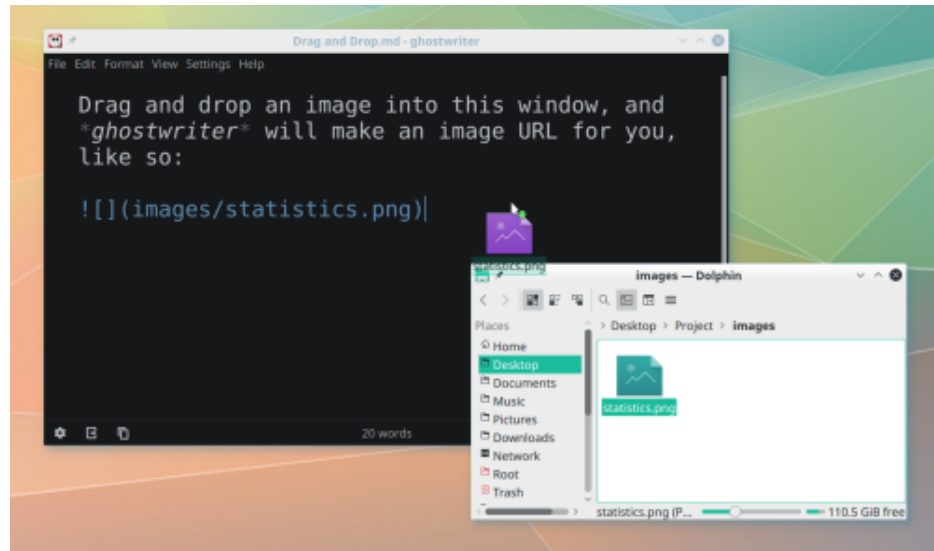 Drag and Drop.md - ghostwriter
File Edit Format View Settings Help
Drag and drop an image into this window, and
*ghostwriter* will make an image URL for you,
like so:
![](images/statistics.png)
20 words
statistics.png
images — Dolphin
Places
> Desktop > Project > images
Home
Desktop
Documents
Music
Pictures
Downloads
Network
Root
Trash
statistics.png
statistics.png (P...
110.5 GiB free